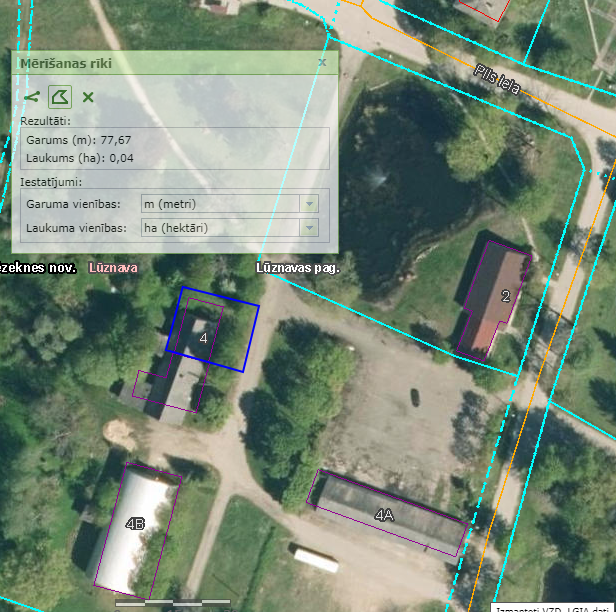 Pils iela
Mērīšanas rīki
Rezultāti:
Garums (m): 77,67
Laukums (ha): 0,04
Iestatījumi:
Garuma vienības: m (metri)
Laukuma vienības: ha (hektāri)
ezeknes nov. Lūznava Lūznavas pag.
2
4
4A
4B
Izmantoti VZD, LĢIA dati